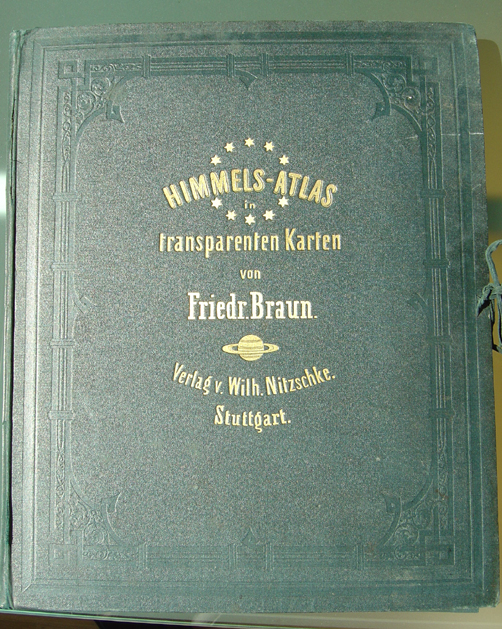 HIMMELS-ATLAS
in
transparenten Karten
von
Friedr. Braun.
Verlag v. Wilh. Nitzschke.
Stuttgart.